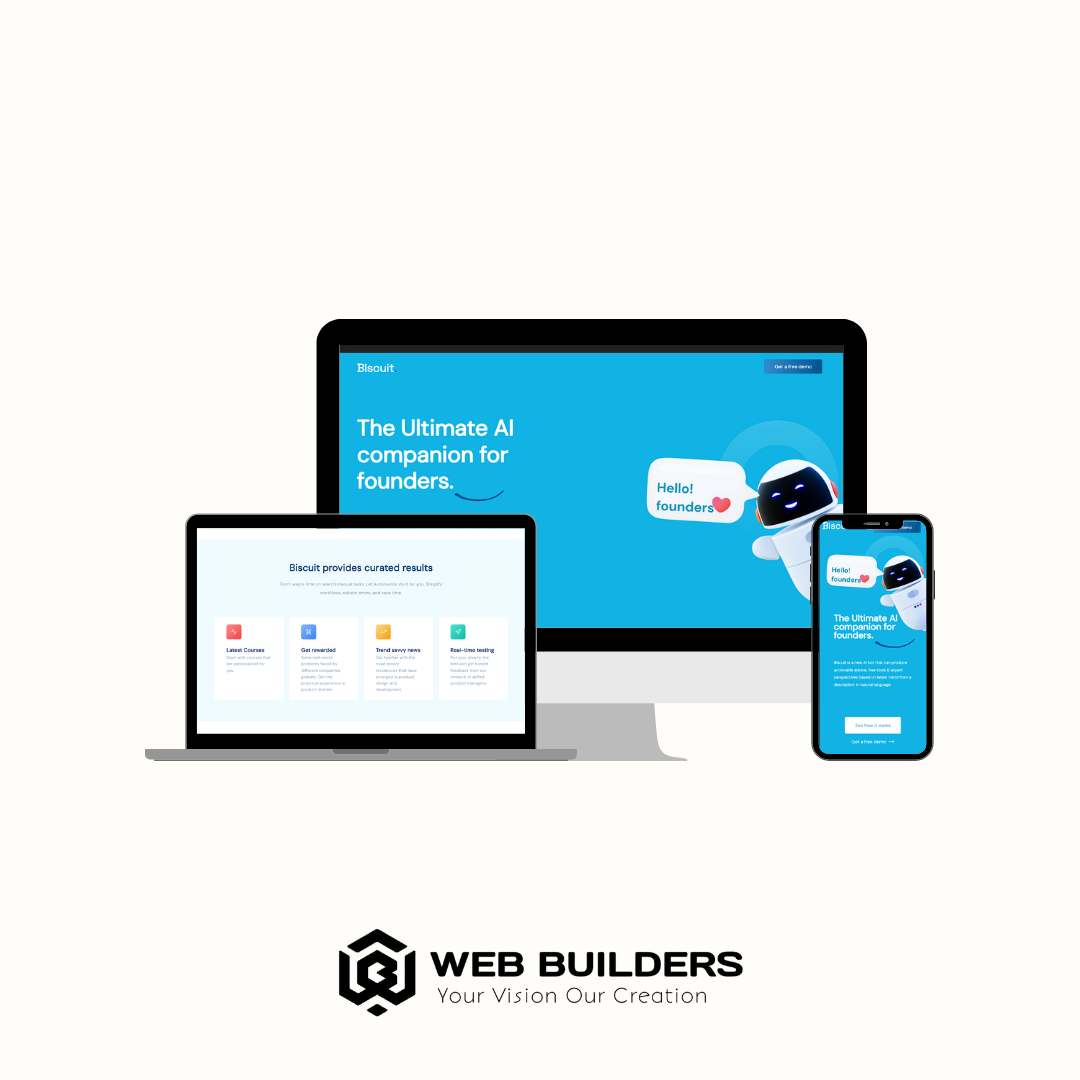 Biscuit.
Get a free demo
The Ultimate AI
companion for
founders.
Hello!
founders
Biscuit provides curated results
Don't waste time on search manual tasks. Let Automation do it for you. Simplify
workflows, reduce errors, and save time.
Latest Courses
Start with courses that
are personalized for
you.
Get rewarded
Solve real-world
problems faced by
different companies
globally. Get the
practical experience in
product domain.
Trend savvy news
Get familiar with the
most recent
tendencies that have
emerged in product
design and
development.
Real-time testing
Put your idea to the
test and get honest
feedback from our
network of skilled
product managers.
Biscu
demo
Hello!
founders
The Ultimate AI
companion for
founders.
Biscuit is a new AI tool that can produce
actionable advice, free tools & expert
perspectives based on latest trend from a
description in natural language
See how it works
Get a free demo →
WEB BUILDERS
Your Vision Our Creation